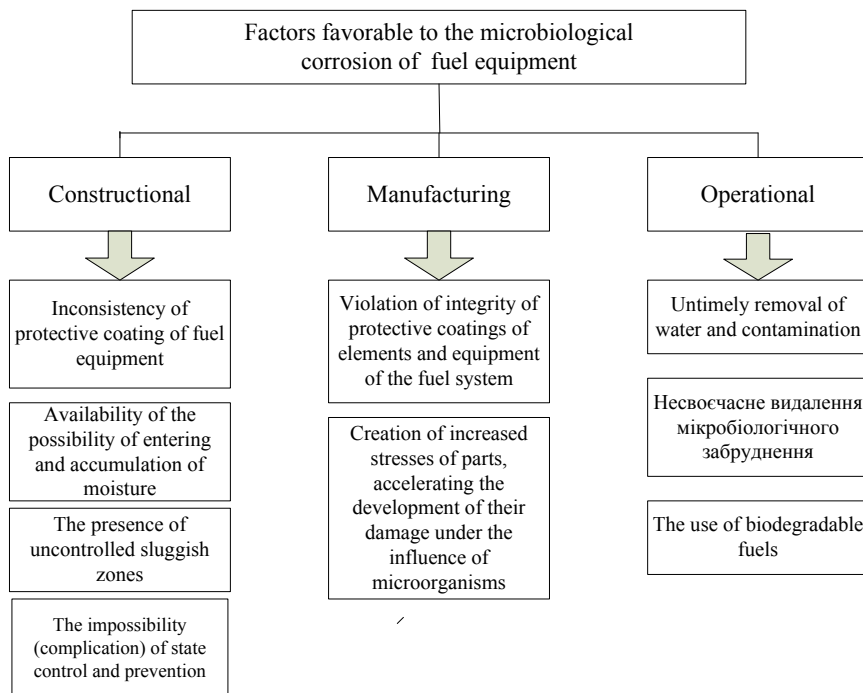 Factors favorable to the microbiological
corrosion of fuel equipment
Constructional
Manufacturing
Operational
Inconsistency of
protective coating of fuel
equipment
Availability of the
possibility of entering
and accumulation of
moisture
The presence of
uncontrolled sluggish
zones
The impossibility
(complication) of state
control and prevention
Violation of integrity of
protective coatings of
elements and equipment
of the fuel system
Creation of increased
stresses of parts,
accelerating the
development of their
damage under the
influence of
microorganisms
Untimely removal of
water and contamination
Несвоєчасне видалення
мікробіологічного
забруднення
The use of biodegradable
fuels